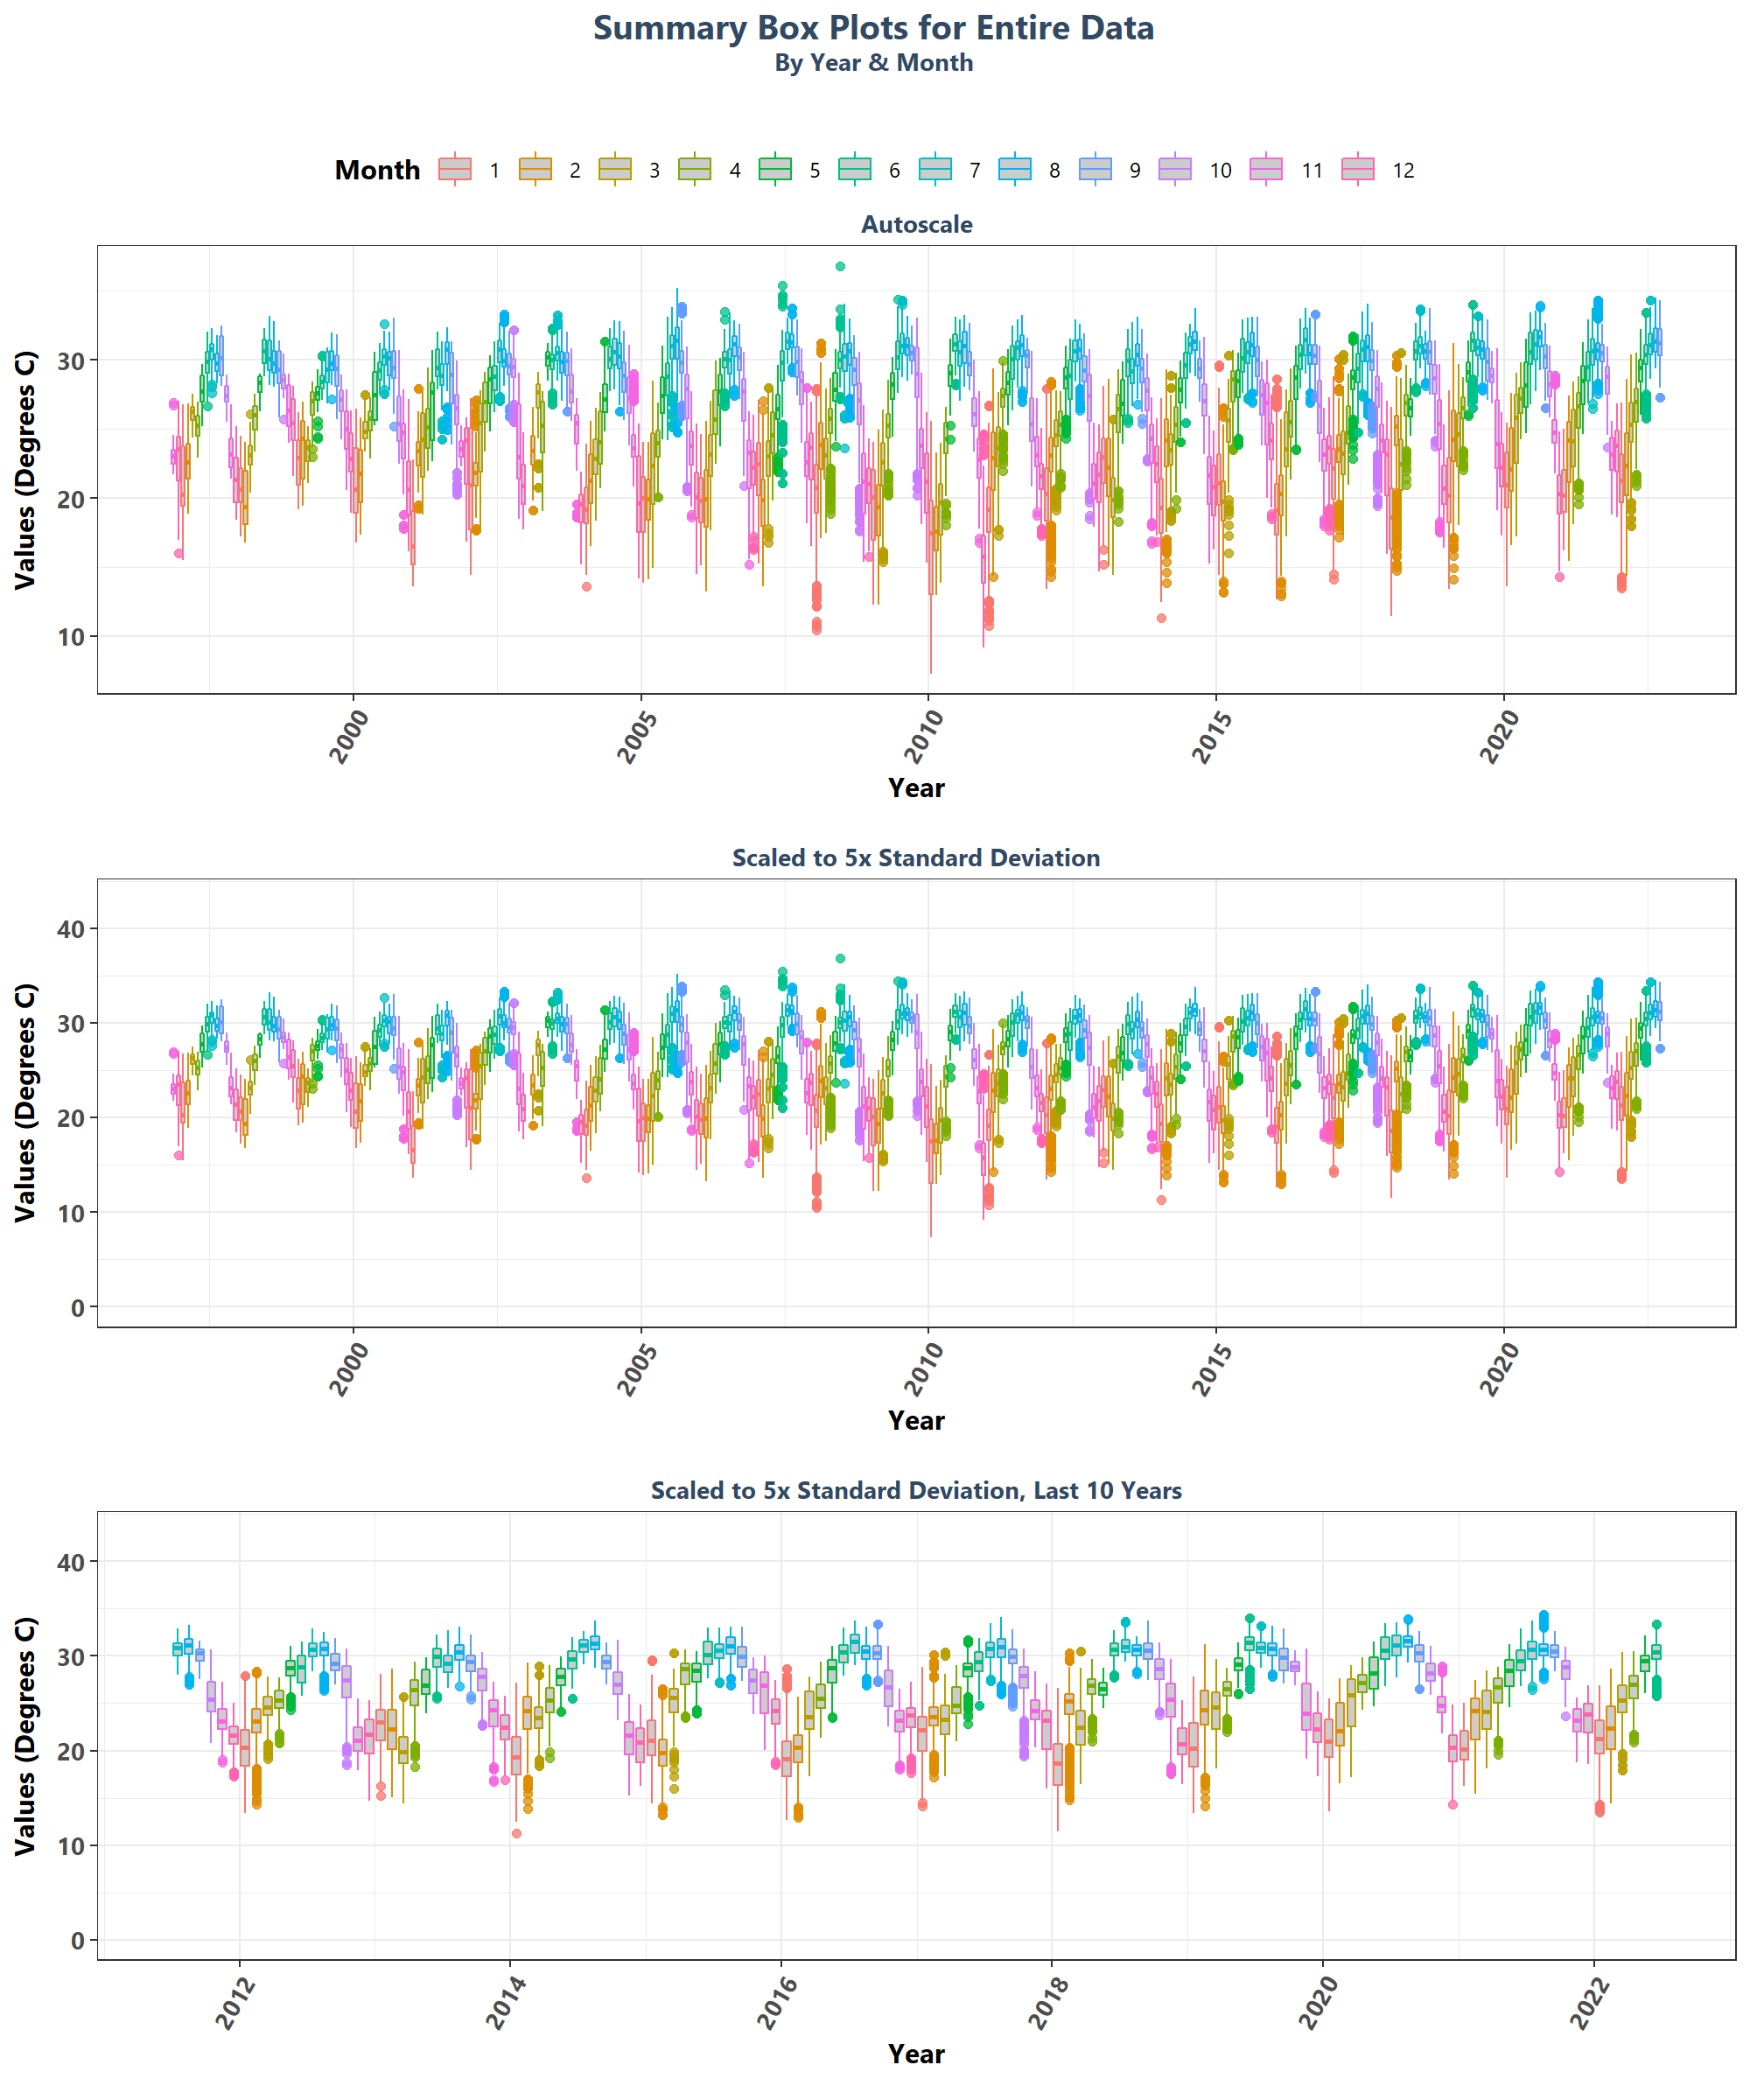 Summary Box Plots for Entire Data
By Year & Month
Month 1 2 3 4 5 6 7 8 9 10 11 12
Autoscale
Values (Degrees C)
30
20
10
2000 2005 2010 2015 2020
Year
Scaled to 5x Standard Deviation
Values (Degrees C)
40
30
20
10
0
2000 2005 2010 2015 2020
Year
Scaled to 5x Standard Deviation, Last 10 Years
Values (Degrees C)
40
30
20
10
0
2012 2014 2016 2018 2020 2022
Year